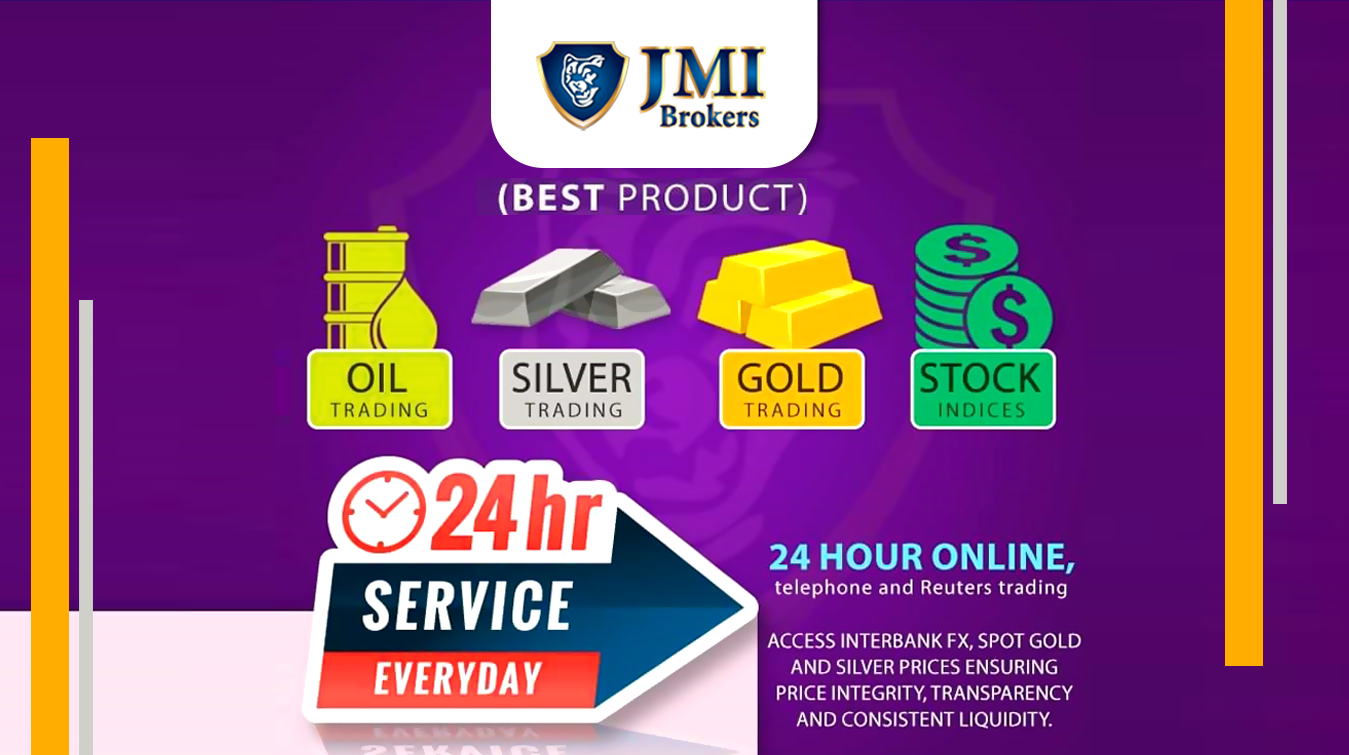 JMI
Brokers
(BEST PRODUCT)
OIL
TRADING
SILVER
TRADING
GOLD
TRADING
STOCK
INDICES
24hr
SERVICE
EVERYDAY
24 HOUR ONLINE,
telephone and Reuters trading
ACCESS INTERBANK FX, SPOT GOLD
AND SILVER PRICES ENSURING
PRICE INTEGRITY, TRANSPARENCY
AND CONSISTENT LIQUIDITY.